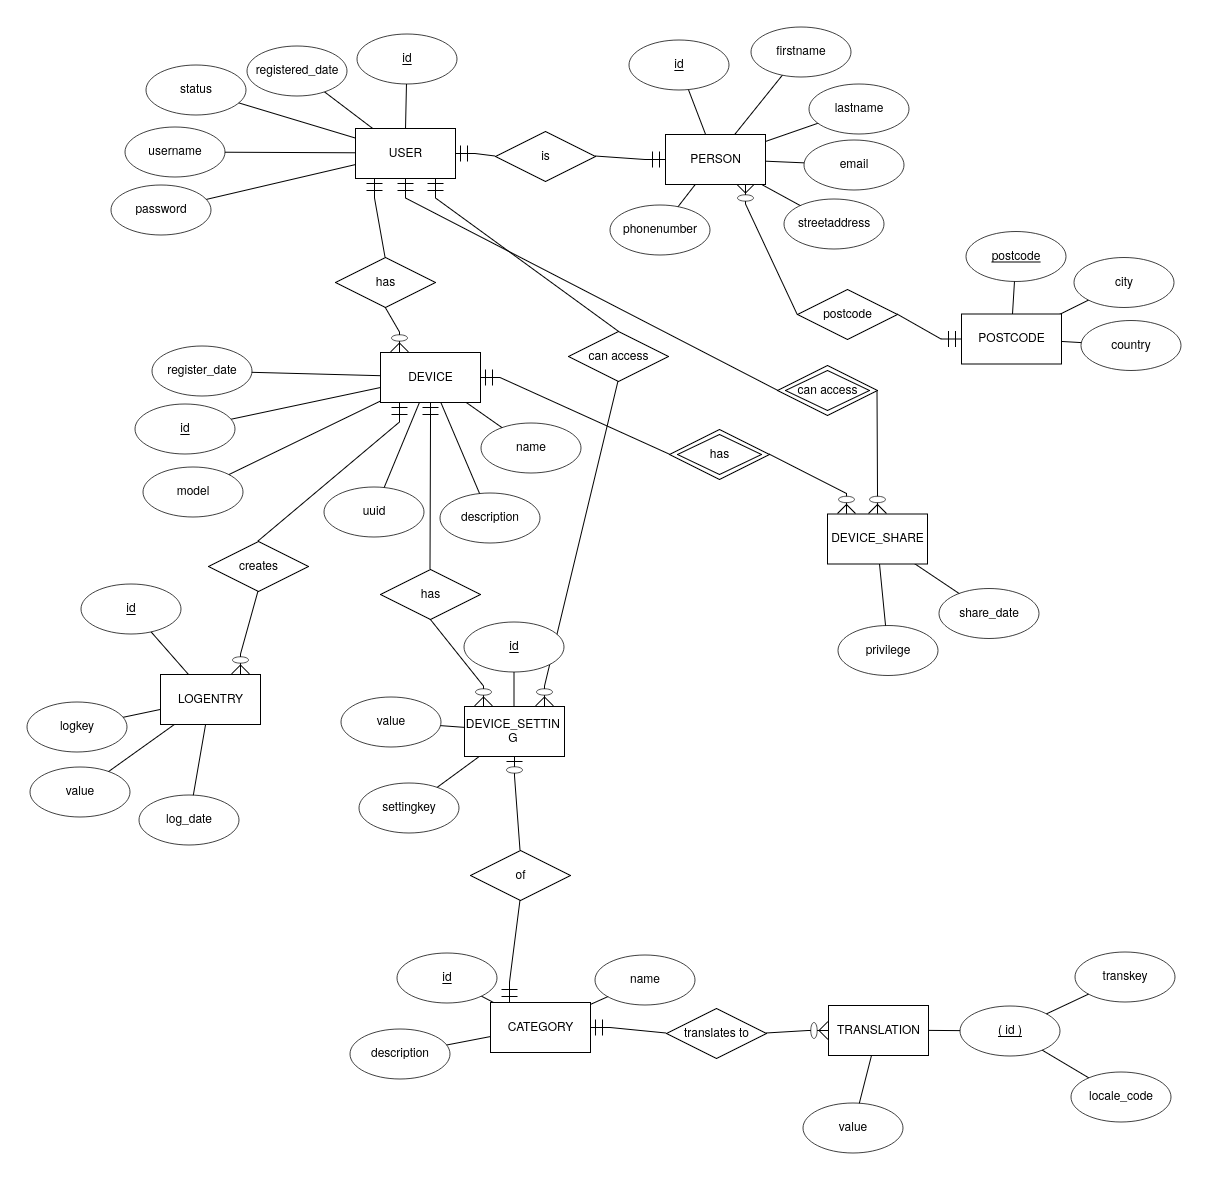 id
firstname
id
registered_date
status
lastname
username
USER
is
PERSON
email
password
streetaddress
phonenumber
postcode
has
city
postcode
POSTCODE
country
can access
register_date
DEVICE
can access
id
name
has
model
uuid
description
DEVICE_SHARE
creates
has
id
share_date
id
privilege
LOGENTRY
value
DEVICE_SETTIN
G
logkey
value
settingkey
log_date
of
id
name
transkey
CATEGORY
translates to
TRANSLATION
( id )
description
locale_code
value